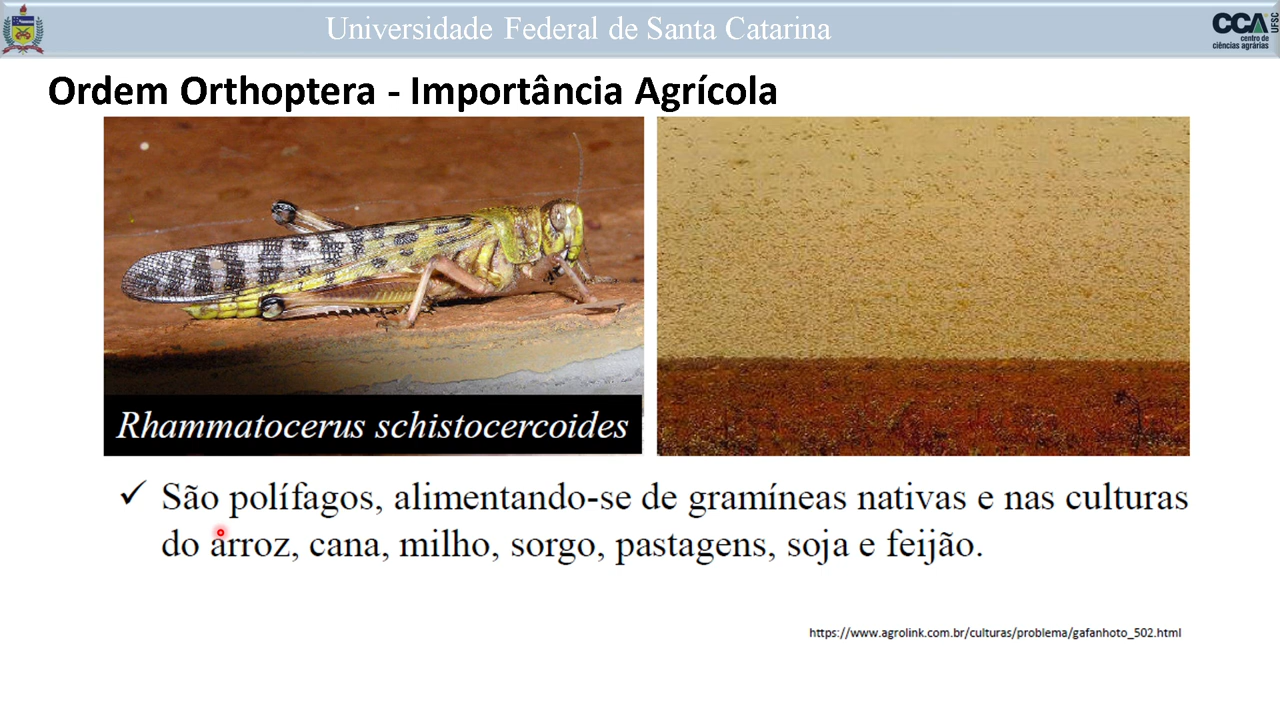 Universidade Federal de Santa Catarina
CCA
UFSC
centro de
ciências agrárias
Ordem Orthoptera - Importância Agrícola
Rhammatocerus schistocercoides
✓ São polífagos, alimentando-se de gramíneas nativas e nas culturas
do arroz, cana, milho, sorgo, pastagens, soja e feijão.
https://www.agrolink.com.br/culturas/problema/gafanhoto_502.html